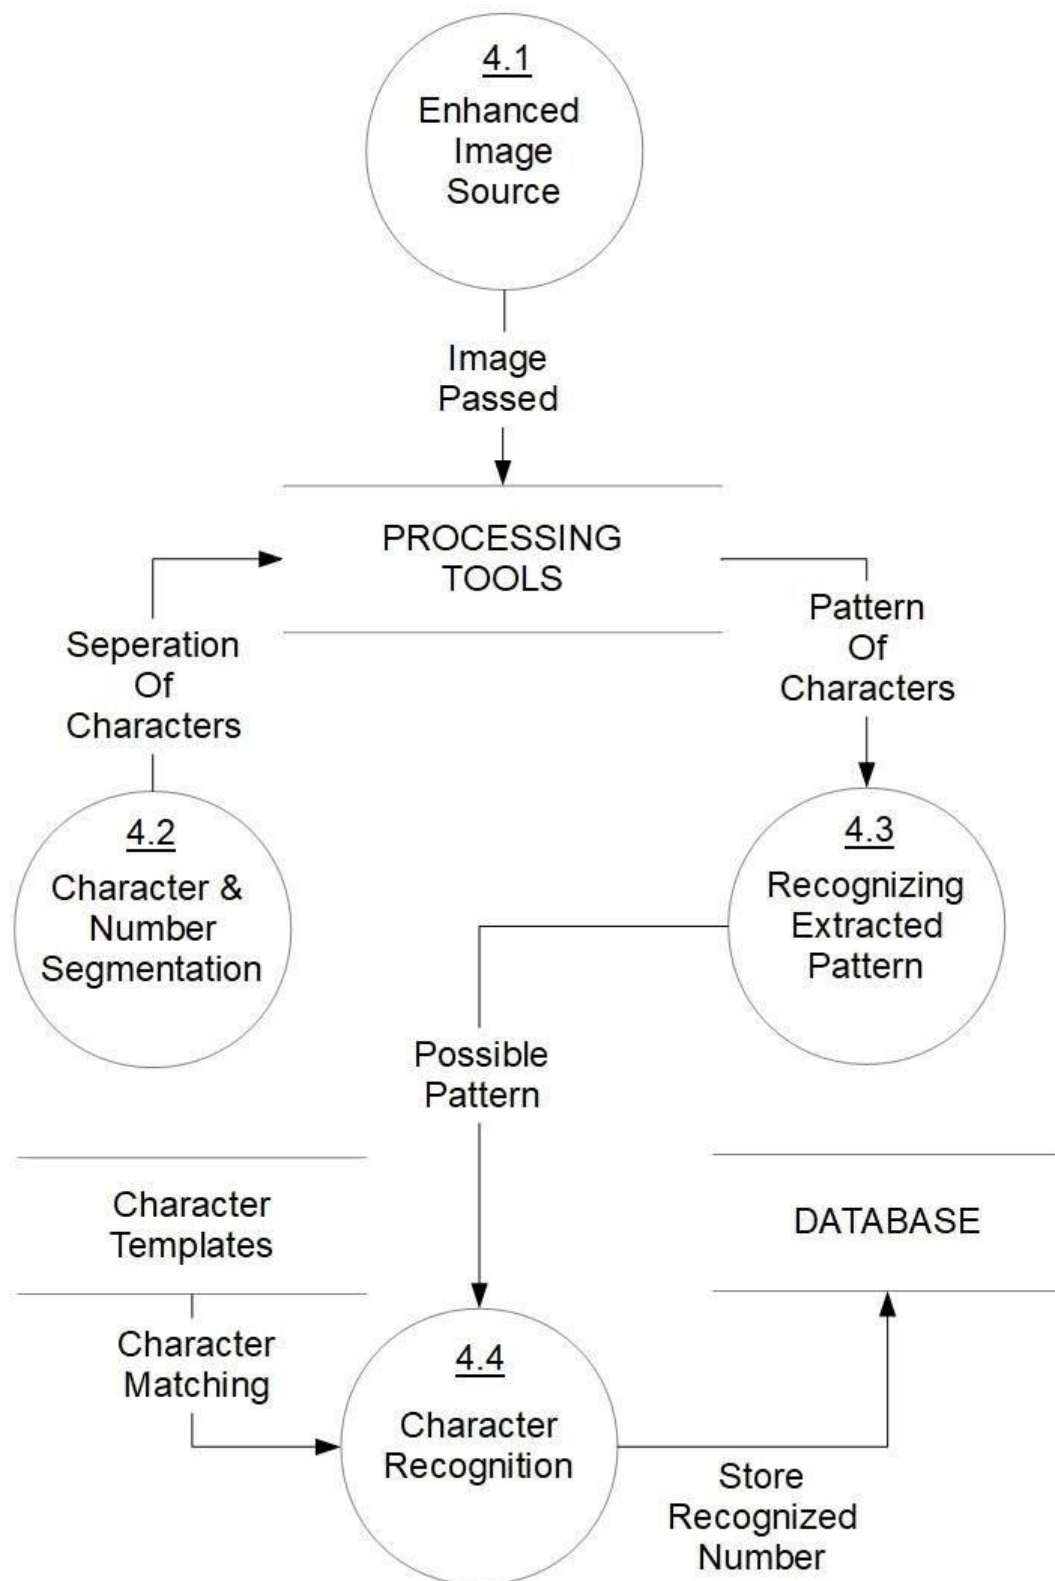 4.1
Enhanced
Image
Source
Image
Passed
PROCESSING
TOOLS
Seperation
Of
Characters
Pattern
Of
Characters
4.2
Character &
Number
Segmentation
4.3
Recognizing
Extracted
Pattern
Possible
Pattern
Character
Templates
DATABASE
Character
Matching
4.4
Character
Recognition
Store
Recognized
Number